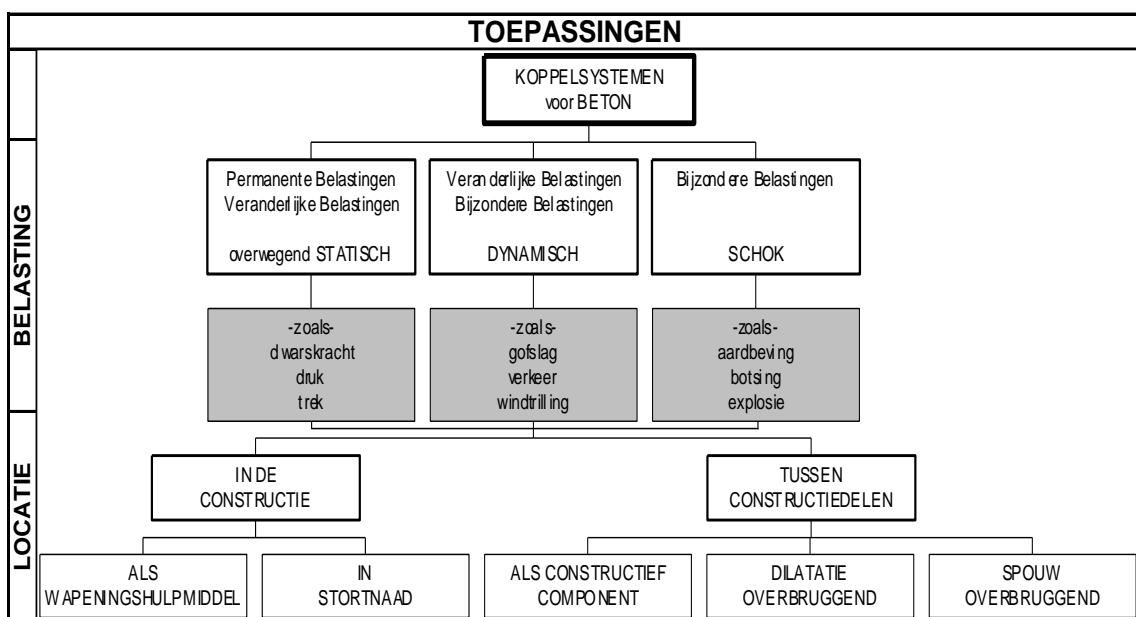 TOEPASSINGEN
KOPPELSYSTEMEN
voor BETON
BELASTING
Permanente Belastingen
Veranderlijke Belastingen
overwegend STATISCH
Veranderlijke Belastingen
Bijzondere Belastingen
DYNAMISCH
Bijzondere Belastingen
SCHOK
-zoals-
dwarskracht
druk
trek
-zoals-
gofslag
verkeer
windtrilling
-zoals-
aardbeving
botsing
explosie
LOCATIE
IN DE
CONSTRUCTIE
TUSSEN
CONSTRUCTIEDELEN
ALS
WAPENINGSHULPMIDDEL
IN
STORTNAAD
ALS CONSTRUCTIEF
COMPONENT
DILATATIE
OVERBRUGGEND
SPOUW
OVERBRUGGEND